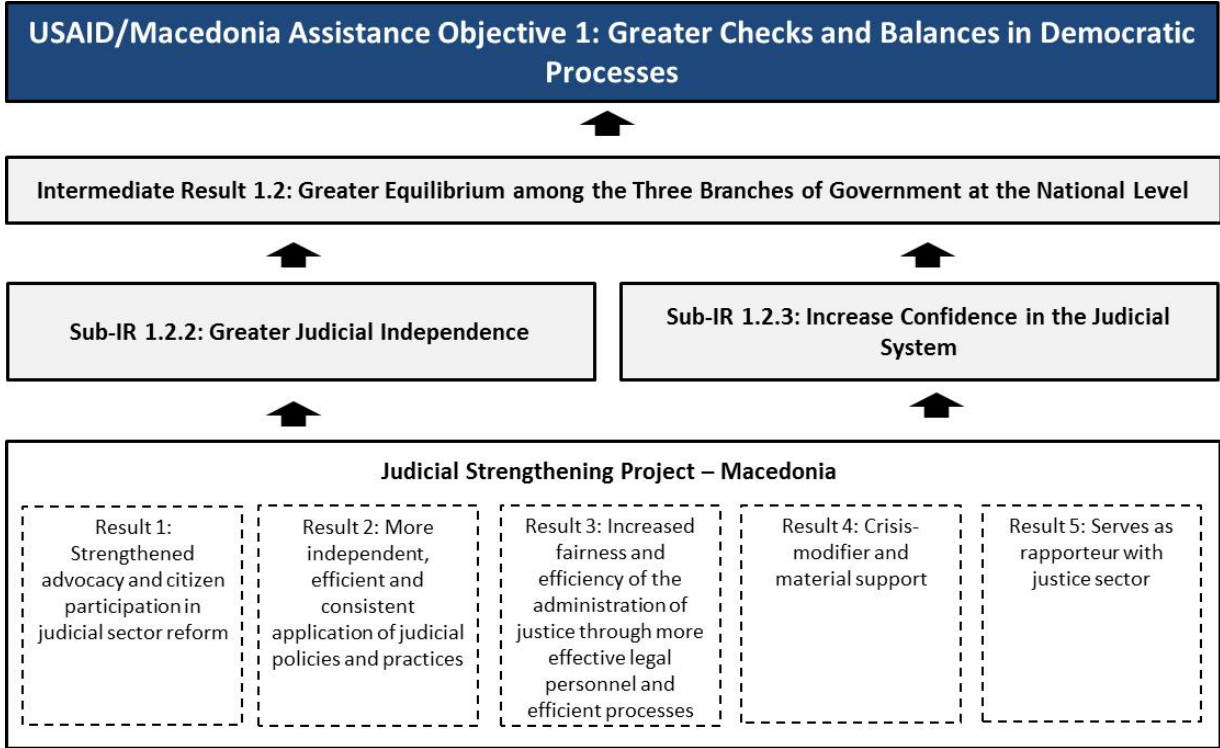 USAID/Macedonia Assistance Objective 1: Greater Checks and Balances in Democratic
Processes
Intermediate Result 1.2: Greater Equilibrium among the Three Branches of Government at the National Level
Sub-IR 1.2.2: Greater Judicial Independence
Sub-IR 1.2.3: Increase Confidence in the Judicial
System
Judicial Strengthening Project – Macedonia
Result 1:
Strengthened
advocacy and citizen
participation in
judicial sector reform
Result 2: More
independent,
efficient and
consistent
application of judicial
policies and practices
Result 3: Increased
fairness and
efficiency of the
administration of
justice through more
effective legal
personnel and
efficient processes
Result 4: Crisis-
modifier and
material support
Result 5: Serves as
rapporteur with
justice sector